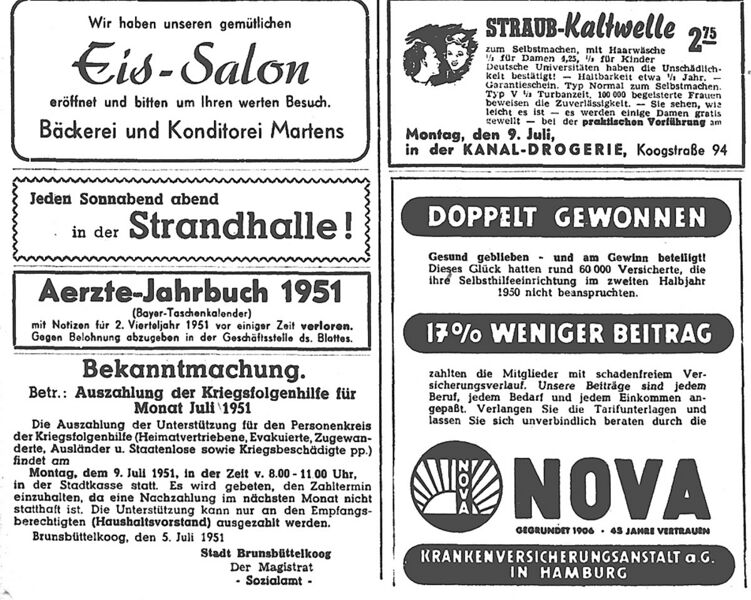 Wir haben unseren gemütlichen
Eis-Salon
eröffnet und bitten um Ihren werten Besuch.
Bäckerei und Konditorei Martens
Jeden Sonnabend abend
in der Strandhalle!
Aerzte-Jahrbuch 1951
(Bayer-Taschenkalender)
mit Notizen für 2. Vierteljahr 1951 vor einiger Zeit verloren.
Gegen Belohnung abzugeben in der Geschäftsstelle ds. Blattes.
Bekanntmachung.
Betr.: Auszahlung der Kriegsfolgenhilfe für
Monat Juli 1951
Die Auszahlung der Unterstützung für den Personenkreis
der Kriegsfolgenhilfe (Heimatvertriebene, Evakuierte, Zugewan-
derte, Ausländer u. Staatenlose sowie Kriegsbeschädigte pp.)
findet am
Montag, dem 9. Juli 1951, in der Zeit v. 8.00-11 00 Uhr,
in der Stadtkasse statt. Es wird gebeten, den Zahltermin
einzuhalten, da eine Nachzahlung im nächsten Monat nicht
statthaft ist. Die Unterstützung kann nur an den Empfangs-
berechtigten (Haushaltsvorstand) ausgezahlt werden.
Brunsbüttelkoog, den 5. Juli 1951
Stadt Brunsbüttelkoog
Der Magistrat
- Sozialamt -
STRAUB-Kaltwelle 2 75
zum Selbstmachen, mit Haarwäsche
1/1 für Damen 4,25, 1/2 für Kinder
Deutsche Universitäten haben die Unschädlich-
keit bestätigt! — Haltbarkeit etwa 1/2 Jahr. —
Garantieschein. Typ Normal zum Selbstmachen.
Typ V 1/2 Turbanzeit. 100 000 begeisterte Frauen
beweisen die Zuverlässigkeit. — Sie sehen, wie
leicht es ist — es werden einige Damen gratis
gewellt — bei der praktischen Vorführung am
Montag, den 9. Juli,
in der KANAL-DROGERIE, Koogstraße 94
DOPPELT GEWONNEN
Gesund geblieben - und am Gewinn beteiligt!
Dieses Glück hatten rund 60 000 Versicherte, die
ihre Selbsthilfeeinrichtung im zweiten Halbjahr
1950 nicht beanspruchten.
17% WENIGER BEITRAG
zahlten die Mitglieder mit schadenfreiem Ver-
sicherungsverlauf. Unsere Beiträge sind jedem
Beruf, jedem Bedarf und jedem Einkommen an-
gepaßt. Verlangen Sie die Tarifunterlagen und
lassen Sie sich unverbindlich beraten durch die
NOVA
NOVA
GEGRÜNDET 1906 • 45 JAHRE VERTRAUEN
KRANKENVERSICHERUNGSANSTALT a.G.
IN HAMBURG